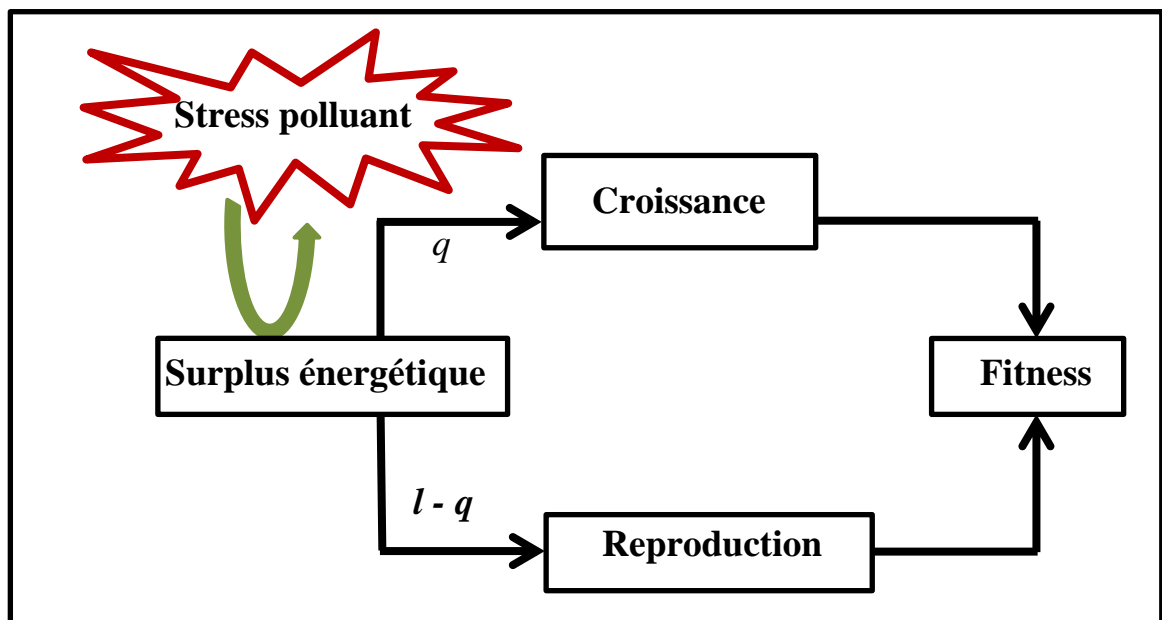 Stress polluant
Croissance
q
Surplus énergétique
Fitness
l - q
Reproduction